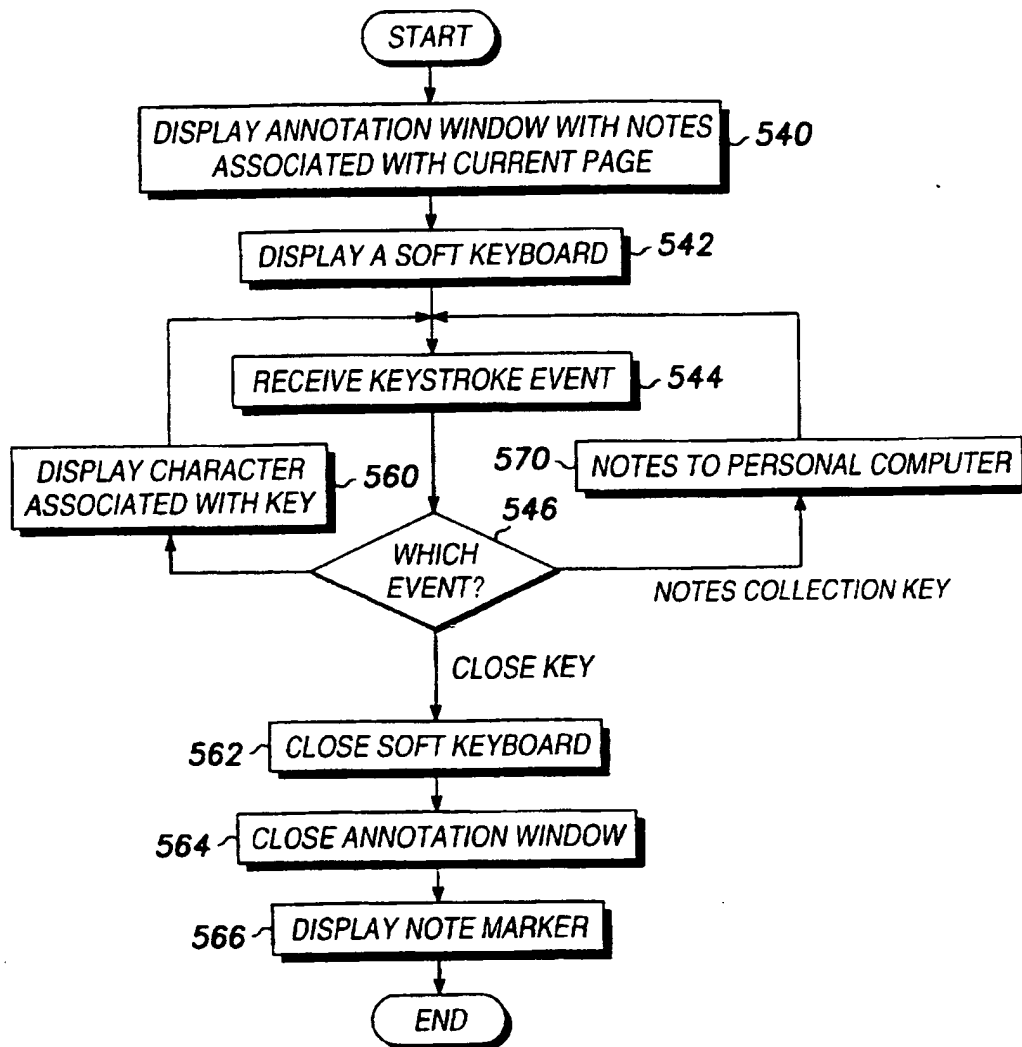 START
DISPLAY ANNOTATION WINDOW WITH NOTES
ASSOCIATED WITH CURRENT PAGE
540
DISPLAY A SOFT KEYBOARD
542
RECEIVE KEYSTROKE EVENT
544
DISPLAY CHARACTER
ASSOCIATED WITH KEY
560
570
NOTES TO PERSONAL COMPUTER
546
WHICH
EVENT?
NOTES COLLECTION KEY
CLOSE KEY
562
CLOSE SOFT KEYBOARD
564
CLOSE ANNOTATION WINDOW
566
DISPLAY NOTE MARKER
END